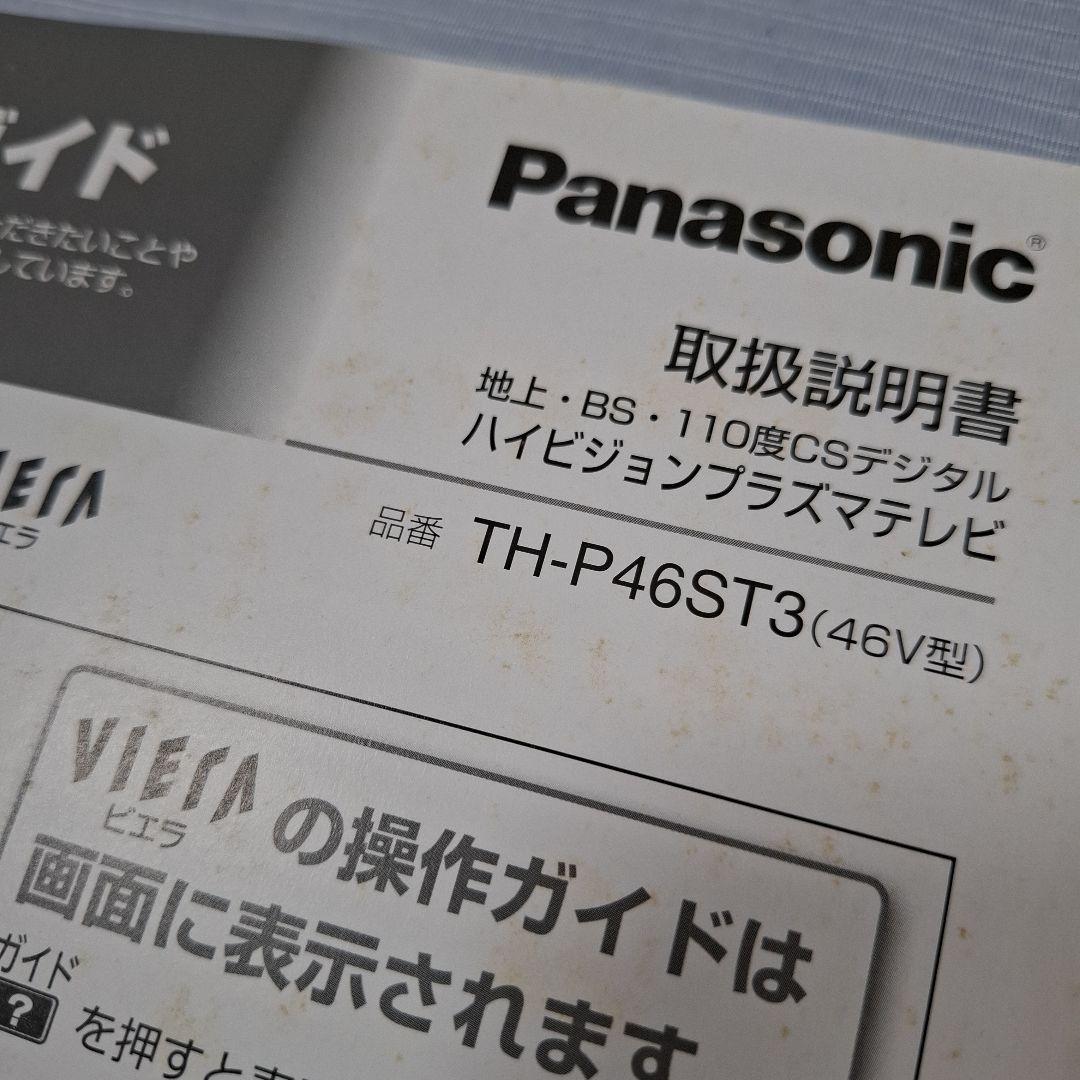 ガイド
だきたいことや
しています。
Panasonic®
取扱説明書
地上・BS・110度CSデジタル
ハイビジョンプラズマテレビ
品番 TH-P46ST3(46V型)
VIERA
エラ
VIERA
ビエラ
の操作ガイドは
画面に表示されます
ガイド
? を押すと